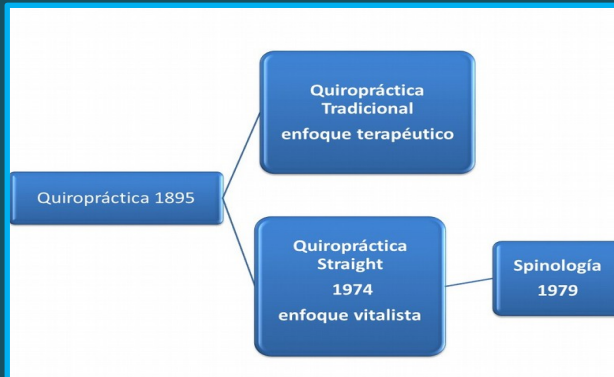 Quiropráctica 1895
Quiropráctica
Tradicional
enfoque terapéutico
Quiropráctica
Straight
1974
enfoque vitalista
Spinología
1979